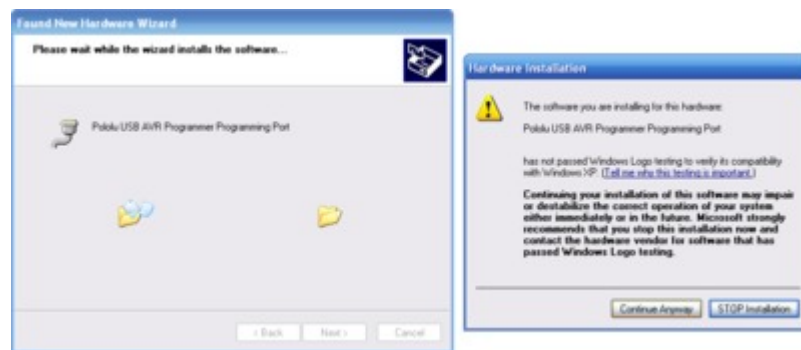 Found New Hardware Wizard
Please wait while the wizard installs the software...
Pololu USB AVR Programmer Programming Port
< Back
Next >
Cancel
Hardware Installation
The software you are installing for this hardware:
Pololu USB AVR Programmer Programming Port
has not passed Windows Logo testing to verify its compatibility
with Windows XP. (Tell me why this testing is important.)
Continuing your installation of this software may impair
or destabilize the correct operation of your system
either immediately or in the future. Microsoft strongly
recommends that you stop this installation now and
contact the hardware vendor for software that has
passed Windows Logo testing.
Continue Anyway
STOP Installation